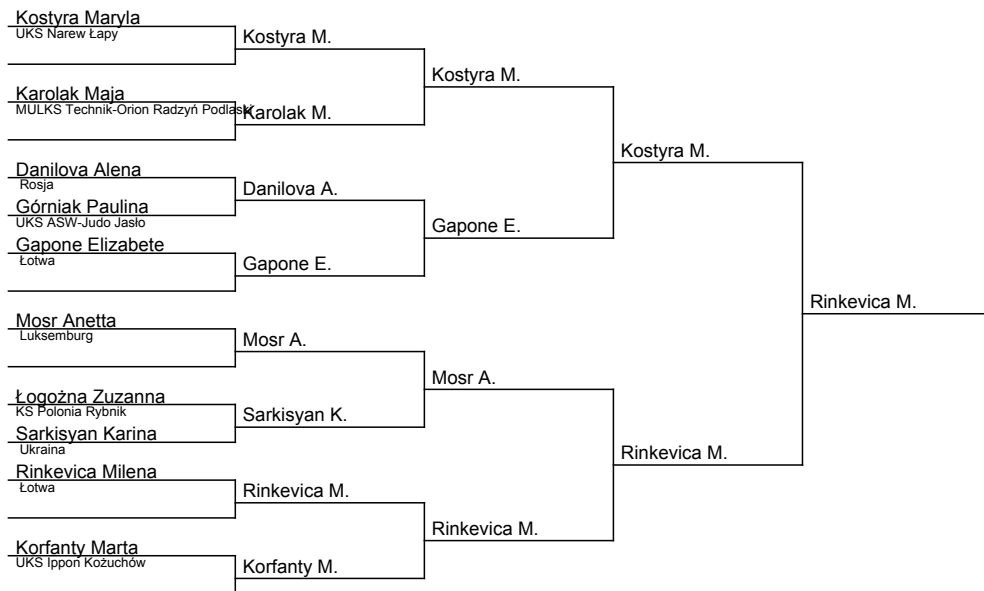 Kostyra Maryla
UKS Narew Łapy
Karolak Maja
MULKS Technik-Orion Radzyń Podlaski
Danilova Alena
Rosja
Górniak Paulina
UKS ASW-Judo Jasło
Gapone Elizabete
Łotwa
Mosr Anetta
Luksemburg
Łogożna Zuzanna
KS Polonia Rybnik
Sarkisyan Karina
Ukraina
Rinkevica Milena
Łotwa
Korfanty Marta
UKS Ippon Kożuchów
Kostyra M.
Karolak M.
Danilova A.
Gapone E.
Mosr A.
Sarkisyan K.
Rinkevica M.
Korfanty M.
Kostyra M.
Gapone E.
Mosr A.
Rinkevica M.
Kostyra M.
Rinkevica M.
Rinkevica M.